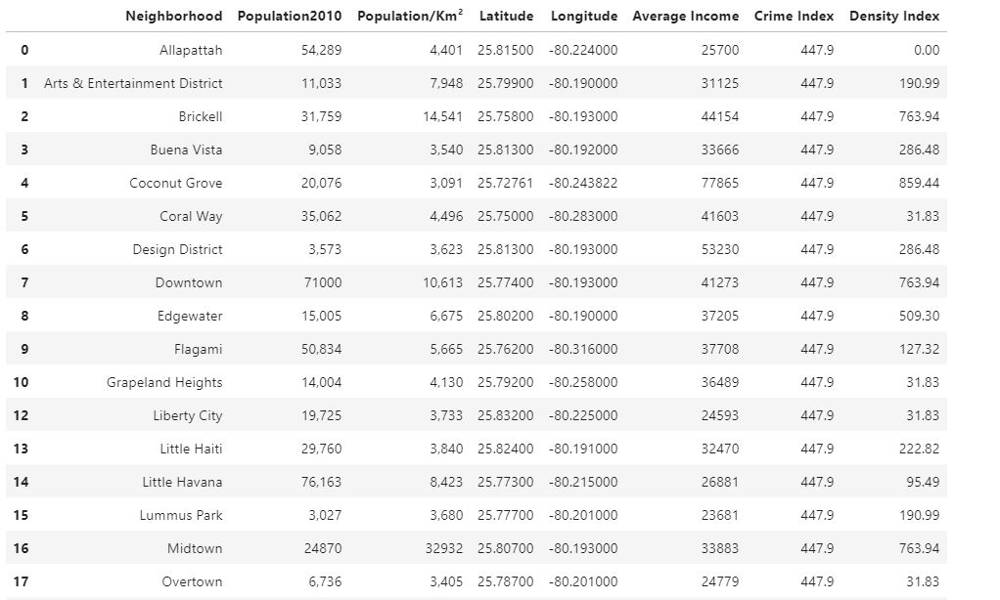 Neighborhood Population2010 Population/Km² Latitude Longitude Average Income Crime Index Density Index
0 Allapattah 54,289 4,401 25.81500 -80.224000 25700 447.9 0.00
1 Arts & Entertainment District 11,033 7,948 25.79900 -80.190000 31125 447.9 190.99
2 Brickell 31,759 14,541 25.75800 -80.193000 44154 447.9 763.94
3 Buena Vista 9,058 3,540 25.81300 -80.192000 33666 447.9 286.48
4 Coconut Grove 20,076 3,091 25.72761 -80.243822 77865 447.9 859.44
5 Coral Way 35,062 4,496 25.75000 -80.283000 41603 447.9 31.83
6 Design District 3,573 3,623 25.81300 -80.193000 53230 447.9 286.48
7 Downtown 71000 10,613 25.77400 -80.193000 41273 447.9 763.94
8 Edgewater 15,005 6,675 25.80200 -80.190000 37205 447.9 509.30
9 Flagami 50,834 5,665 25.76200 -80.316000 37708 447.9 127.32
10 Grapeland Heights 14,004 4,130 25.79200 -80.258000 36489 447.9 31.83
12 Liberty City 19,725 3,733 25.83200 -80.225000 24593 447.9 31.83
13 Little Haiti 29,760 3,840 25.82400 -80.191000 32470 447.9 222.82
14 Little Havana 76,163 8,423 25.77300 -80.215000 26881 447.9 95.49
15 Lummus Park 3,027 3,680 25.77700 -80.201000 23681 447.9 190.99
16 Midtown 24870 32932 25.80700 -80.193000 33883 447.9 763.94
17 Overtown 6,736 3,405 25.78700 -80.201000 24779 447.9 31.83